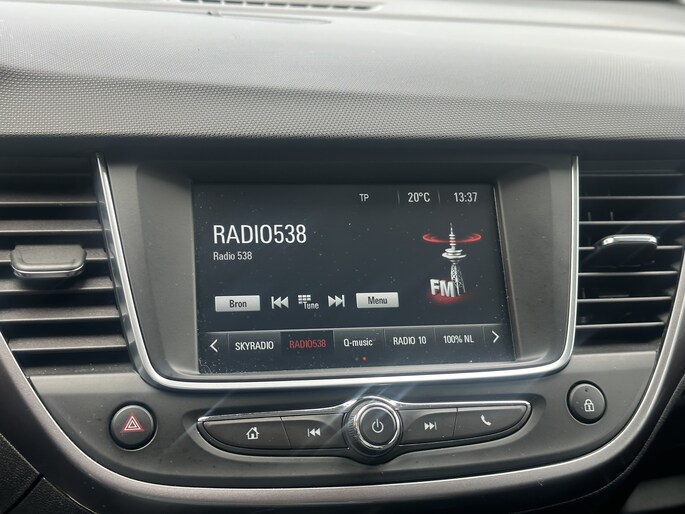 TP 20°C 13:37
RADIO538
Radio 538
FM
Bron Tune Menu
SKYRADIO RADIO538 Q-music RADIO 10 100% NL